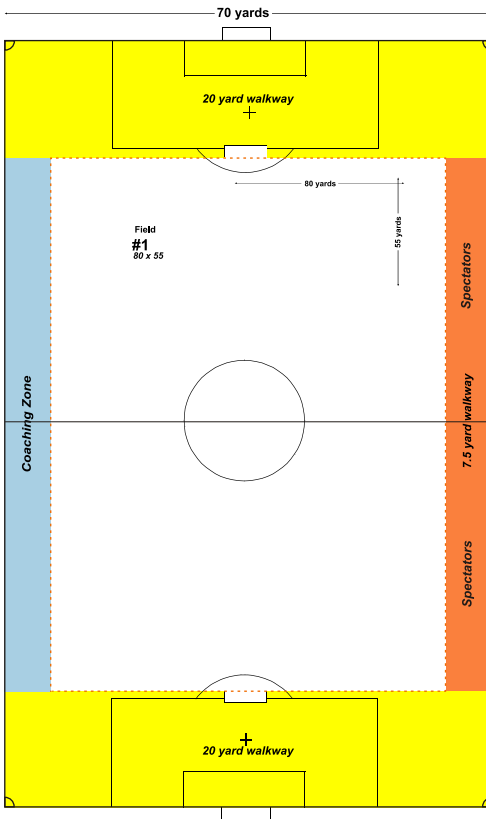 70 yards
20 yard walkway
80 yards
55 yards
Field
#1
80 x 55
Spectators
Coaching Zone
7.5 yard walkway
Spectators
20 yard walkway